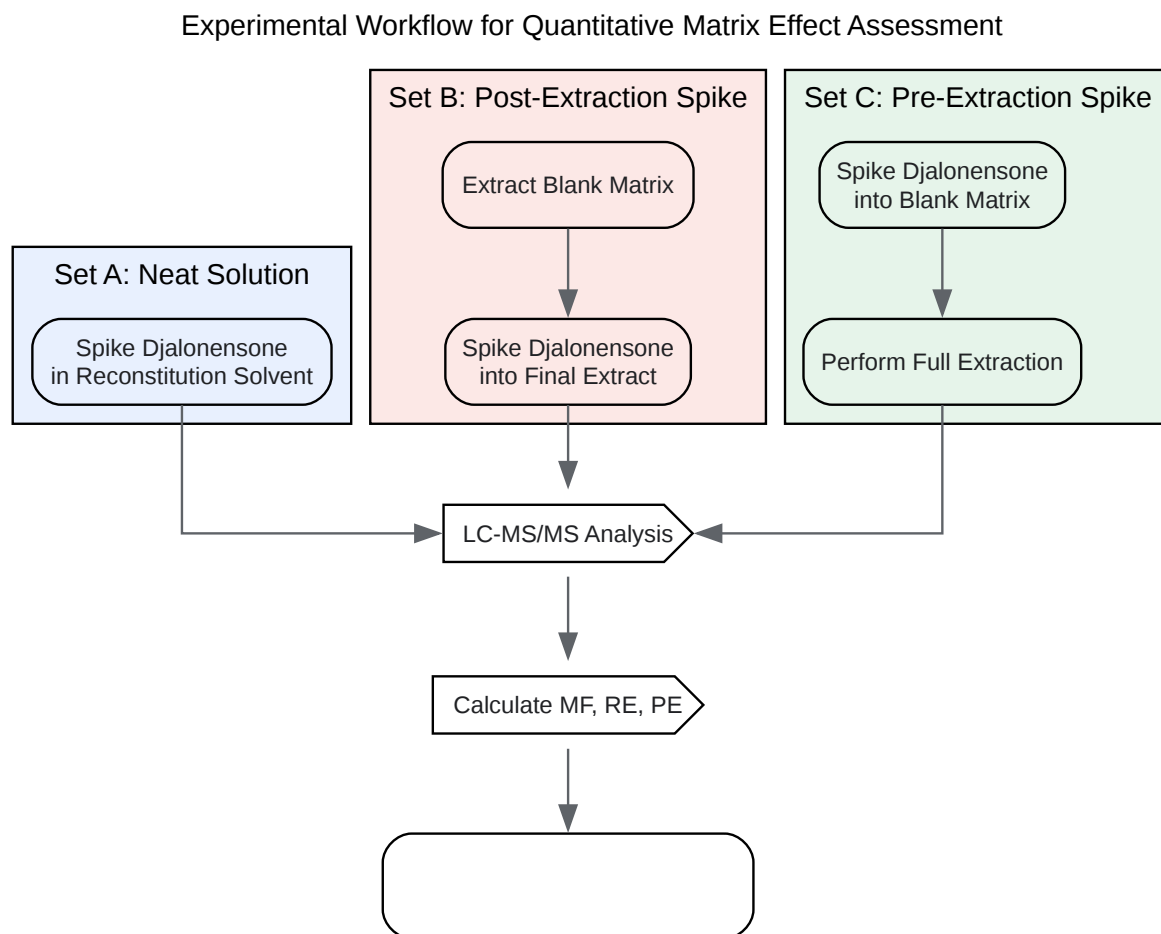 Experimental Workflow for Quantitative Matrix Effect Assessment
Set A: Neat Solution
Spike Djalonensone
in Reconstitution Solvent
Set B: Post-Extraction Spike
Extract Blank Matrix
Spike Djalonensone
into Final Extract
Set C: Pre-Extraction Spike
Spike Djalonensone
into Blank Matrix
Perform Full Extraction
LC-MS/MS Analysis
Calculate MF, RE, PE